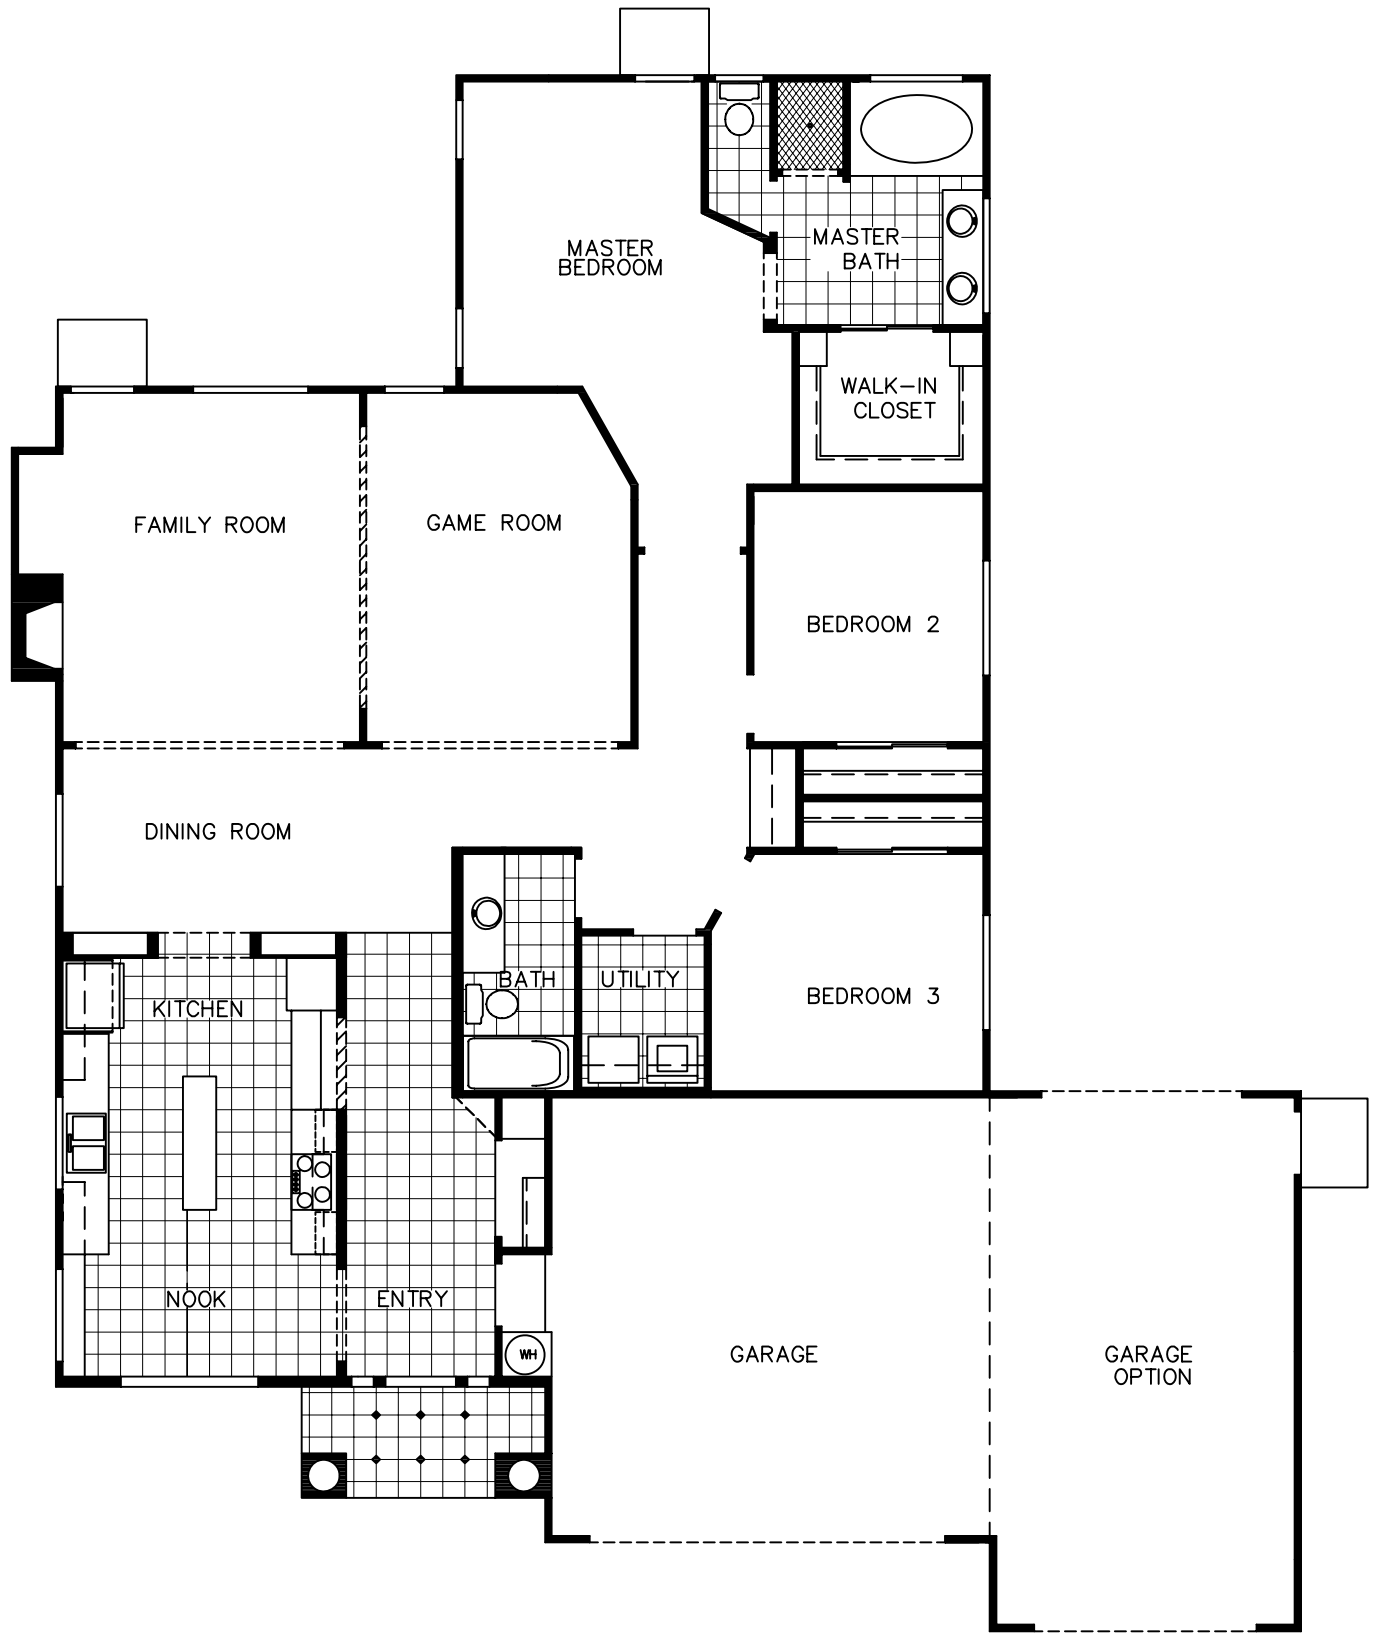 MASTER
BEDROOM
MASTER
BATH
WALK-IN
CLOSET
FAMILY ROOM
GAME ROOM
BEDROOM 2
DINING ROOM
KITCHEN
BATH
UTILITY
BEDROOM 3
NOOK
ENTRY
WH
GARAGE
GARAGE
OPTION